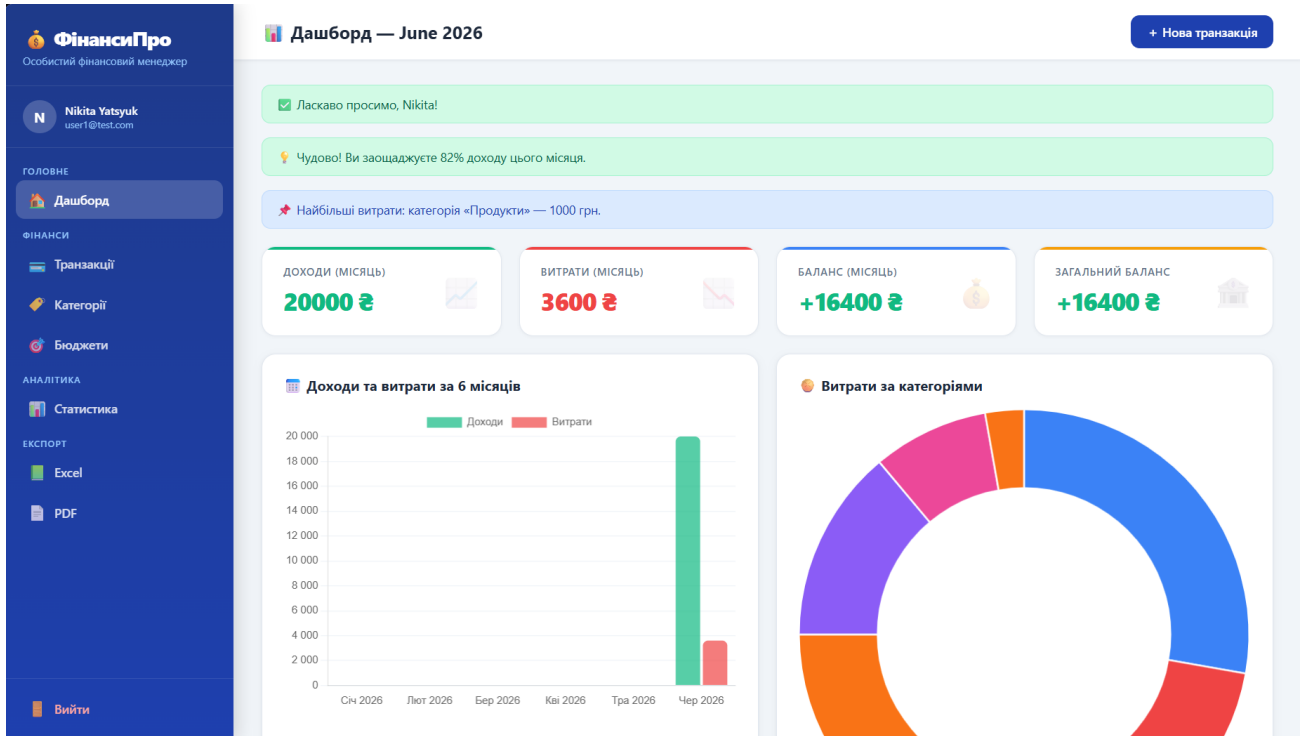 ФінансиПро
Особистий фінансовий менеджер
N
Nikita Yatsyuk
user1@test.com
ГОЛОВНЕ
Дашборд
ФІНАНСИ
Транзакції
Категорії
Бюджети
АНАЛІТИКА
Статистика
ЕКСПОРТ
Excel
PDF
Вийти
Дашборд — June 2026
+ Нова транзакція
Ласкаво просимо, Nikita!
Чудово! Ви заощаджуєте 82% доходу цього місяця.
Найбільші витрати: категорія «Продукти» — 1000 грн.
ДОХОДИ (МІСЯЦЬ)
20000 ₴
ВИТРАТИ (МІСЯЦЬ)
3600 ₴
БАЛАНС (МІСЯЦЬ)
+16400 ₴
ЗАГАЛЬНИЙ БАЛАНС
+16400 ₴
Доходи та витрати за 6 місяців
Доходи Витрати
20 000
18 000
16 000
14 000
12 000
10 000
8 000
6 000
4 000
2 000
0
Січ 2026 Лют 2026 Бер 2026 Кві 2026 Тра 2026 Чер 2026
Витрати за категоріями